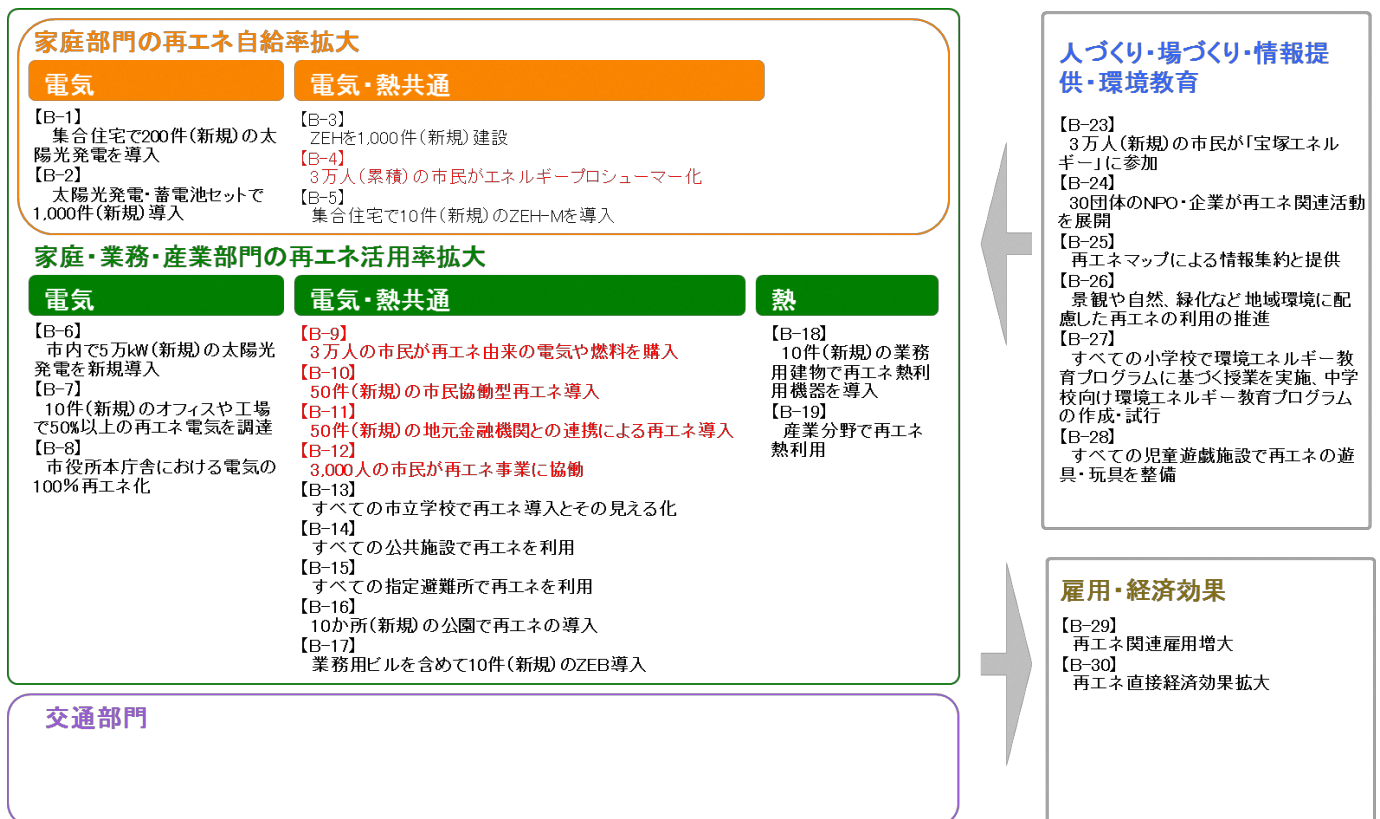 家庭部門の再エネ自給率拡大
電気
【B-1】
集合住宅で200件(新規)の太
陽光発電を導入
【B-2】
太陽光発電・蓄電池セットで
1,000件(新規)導入
電気・熱共通
【B-3】
ZEHを1,000件(新規)建設
【B-4】
3万人(累積)の市民がエネルギープロシューマー化
【B-5】
集合住宅で10件(新規)のZEH-Mを導入
家庭・業務・産業部門の再エネ活用率拡大
電気
【B-6】
市内で5万kW(新規)の太陽光
発電を新規導入
【B-7】
10件(新規)のオフィスや工場
で50%以上の再エネ電気を調達
【B-8】
市役所本庁舎における電気の
100%再エネ化
電気・熱共通
【B-9】
3万人の市民が再エネ由来の電気や燃料を購入
【B-10】
50件(新規)の市民協働型再エネ導入
【B-11】
50件(新規)の地元金融機関との連携による再エネ導入
【B-12】
3,000人の市民が再エネ事業に協働
【B-13】
すべての市立学校で再エネ導入とその見える化
【B-14】
すべての公共施設で再エネを利用
【B-15】
すべての指定避難所で再エネを利用
【B-16】
10か所(新規)の公園で再エネの導入
【B-17】
業務用ビルを含めて10件(新規)のZEB導入
熱
【B-18】
10件(新規)の業務
用建物で再エネ熱利
用機器を導入
【B-19】
産業分野で再エネ
熱利用
交通部門
人づくり・場づくり・情報提
供・環境教育
【B-23】
3万人(新規)の市民が「宝塚エネル
ギー」に参加
【B-24】
30団体のNPO・企業が再エネ関連活動
を展開
【B-25】
再エネマップによる情報集約と提供
【B-26】
景観や自然、緑化など地域環境に配
慮した再エネの利用の推進
【B-27】
すべての小学校で環境エネルギー教
育プログラムに基づく授業を実施、中学
校向け環境エネルギー教育プログラム
の作成・試行
【B-28】
すべての児童遊戯施設で再エネの遊
具・玩具を整備
雇用・経済効果
【B-29】
再エネ関連雇用増大
【B-30】
再エネ直接経済効果拡大